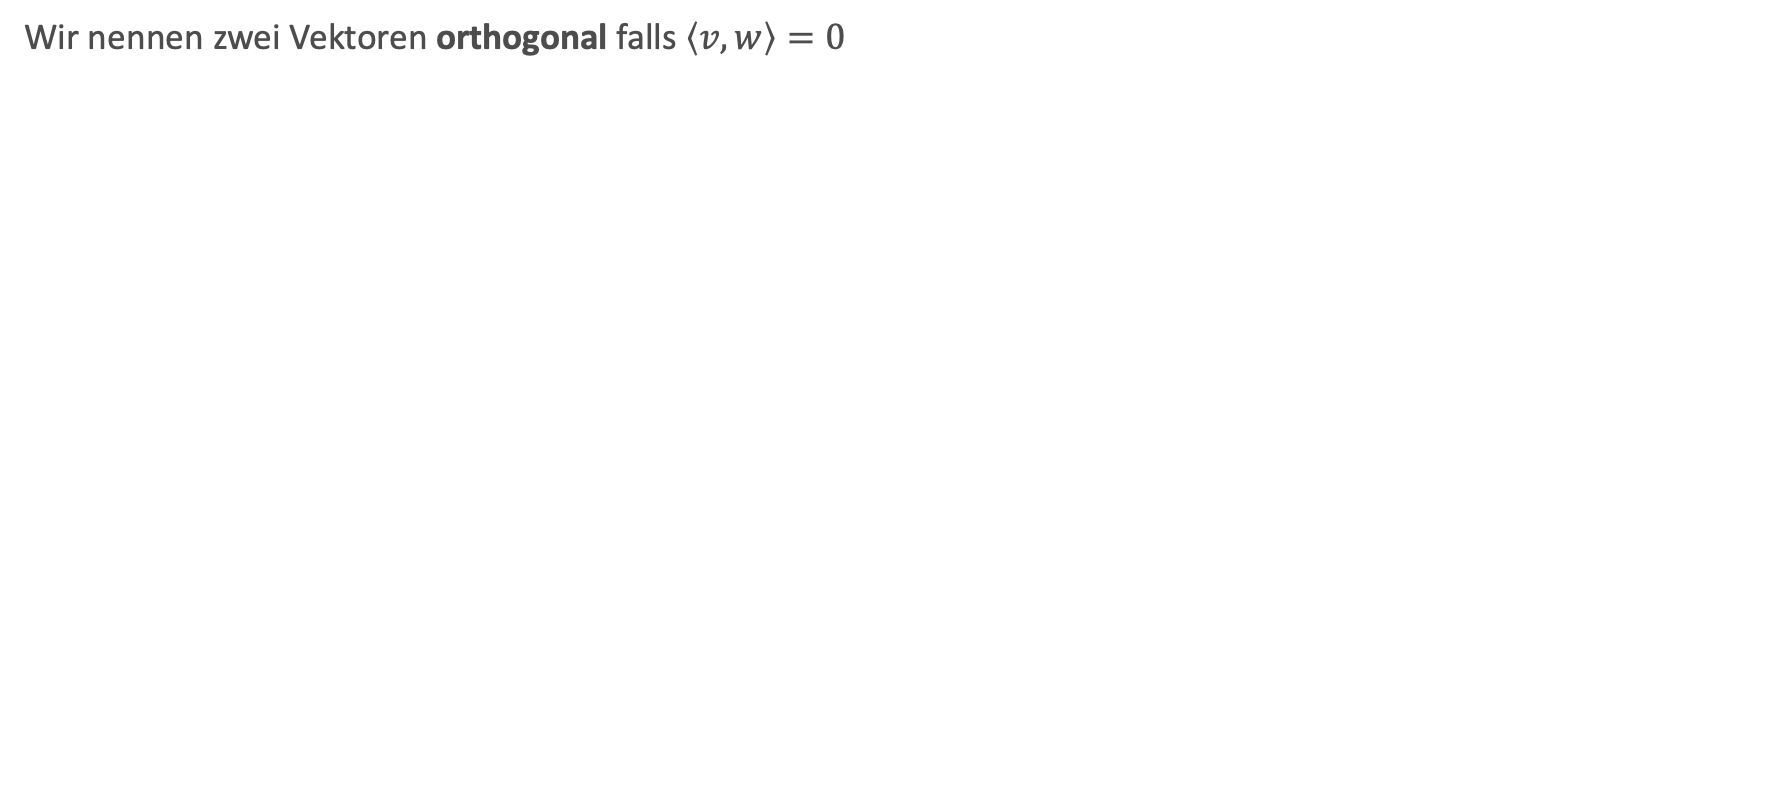 Wir nennen zwei Vektoren orthogonal falls ⟨𝑣, 𝑤⟩ = 0